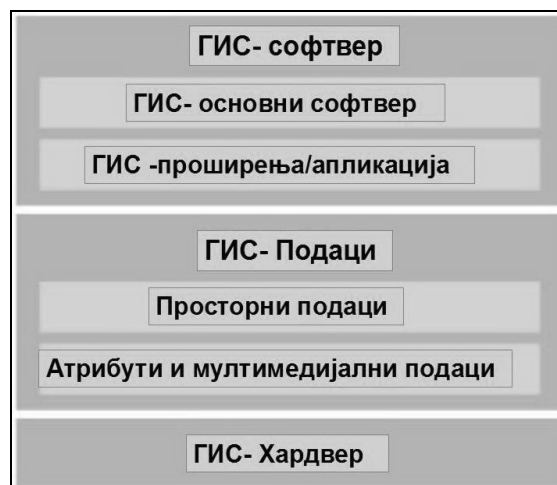 ГИС- софтвер
ГИС- основни софтвер
ГИС -проширења/апликација
ГИС- Подаци
Просторни подаци
Атрибути и мултимедијални подаци
ГИС- Хардвер